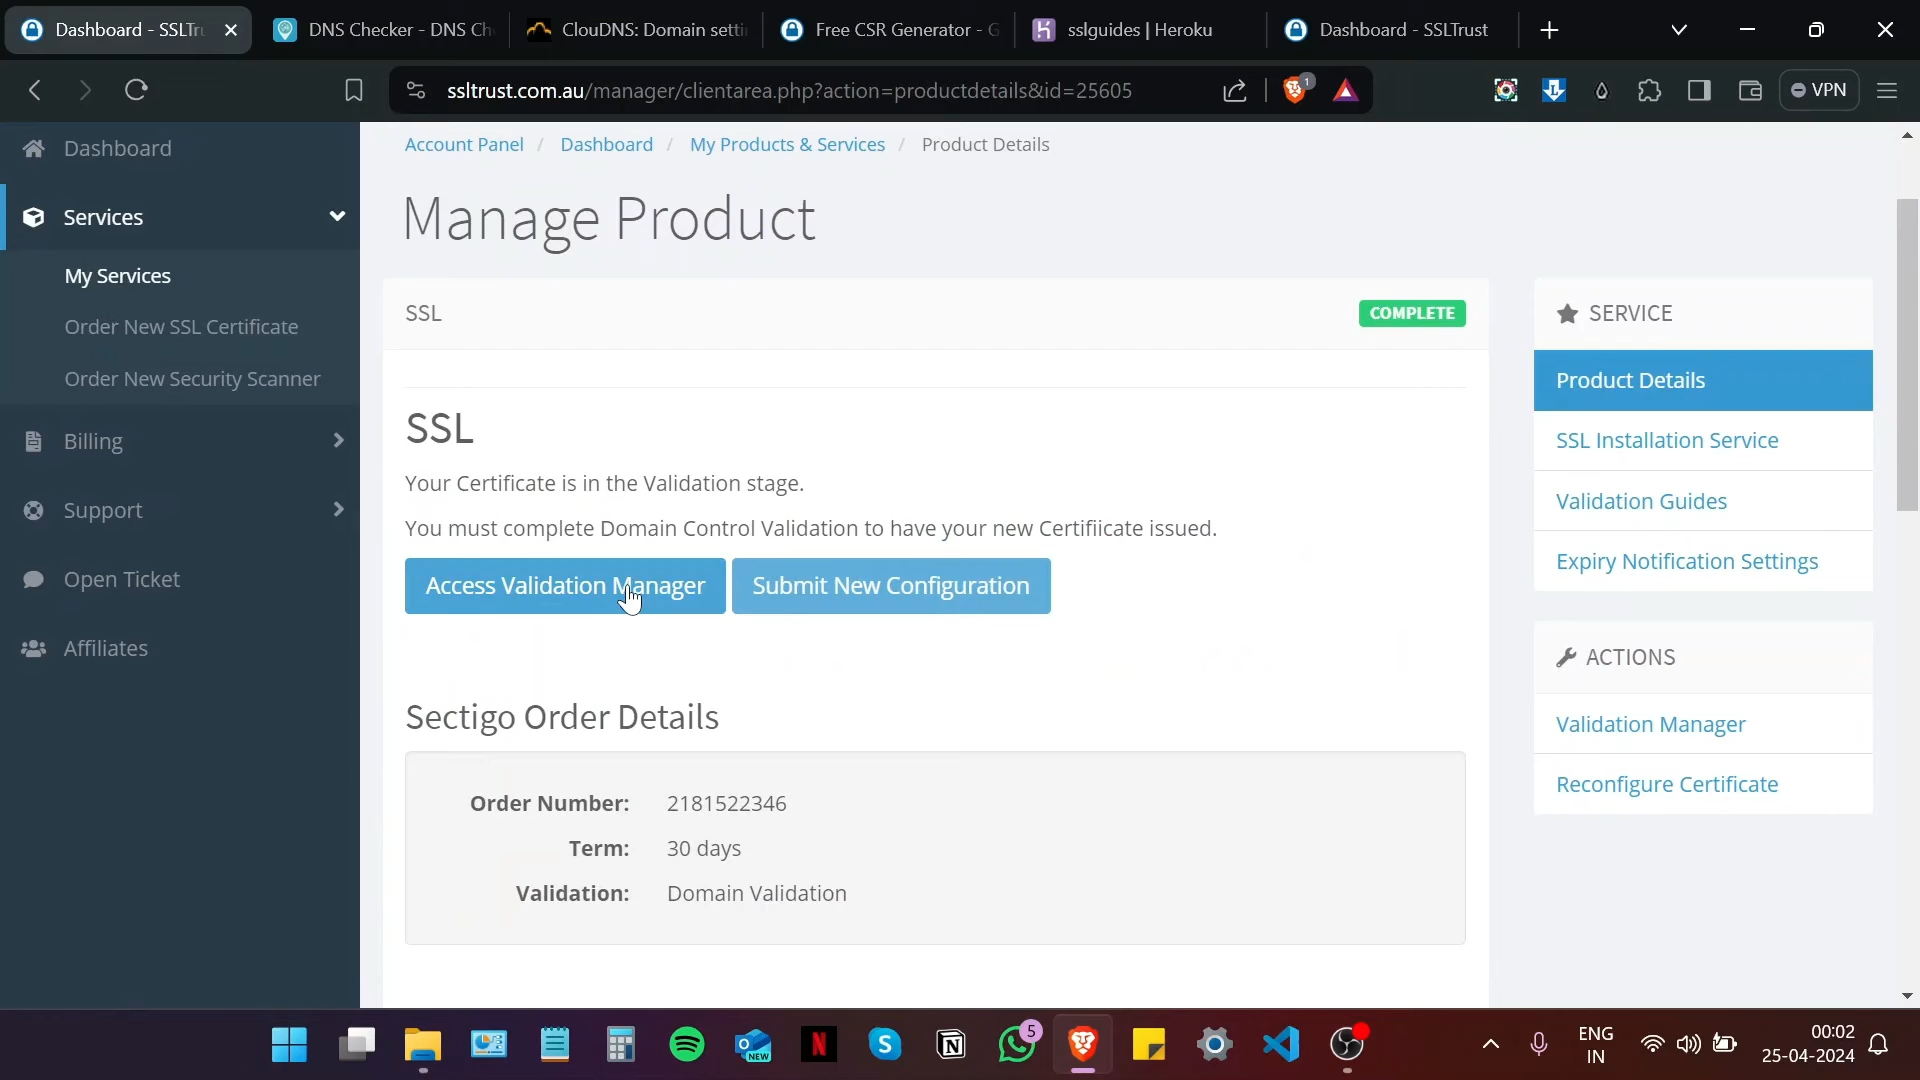 Dashboard - SSLTr
DNS Checker - DNS Ch
ClouDNS: Domain setti
Free CSR Generator - G
sslguides | Heroku
Dashboard - SSLTrust
ssltrust.com.au/manager/clientarea.php?action=productdetails&id=25605
1
VPN
Dashboard
Services
My Services
Order New SSL Certificate
Order New Security Scanner
Billing
Support
Open Ticket
Affiliates
Account Panel / Dashboard / My Products & Services / Product Details
Manage Product
SSL
COMPLETE
SSL
Your Certificate is in the Validation stage.
You must complete Domain Control Validation to have your new Certifiicate issued.
Access Validation Manager
Submit New Configuration
Sectigo Order Details
Order Number: 2181522346
Term: 30 days
Validation: Domain Validation
SERVICE
Product Details
SSL Installation Service
Validation Guides
Expiry Notification Settings
ACTIONS
Validation Manager
Reconfigure Certificate
NEW
N
S
N
5
ENG
IN
00:02
25-04-2024